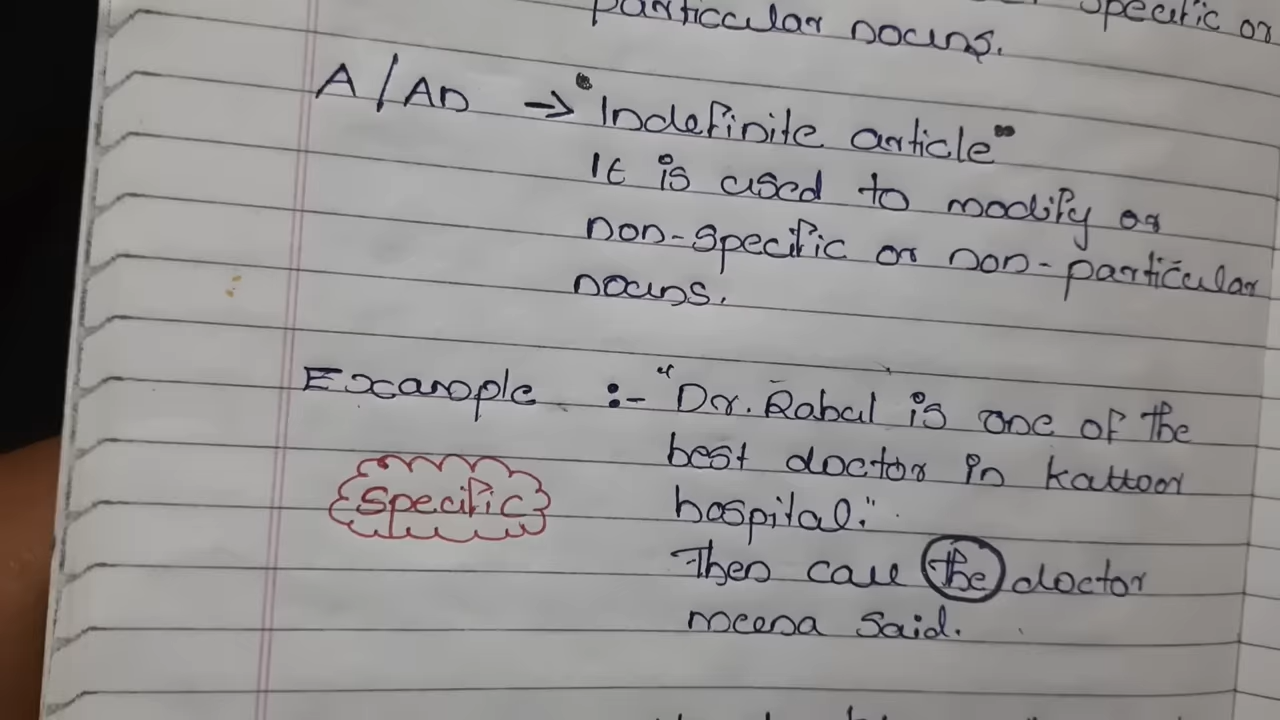 specific or
particular nouns.
A/An → "Indefinite article"
It is used to modify or
non-specific or non-particular
nouns.
Example :- "Dr. Rahul is one of the
best doctor in kattoor
hospital."
Then call the doctor
meena said.
specific